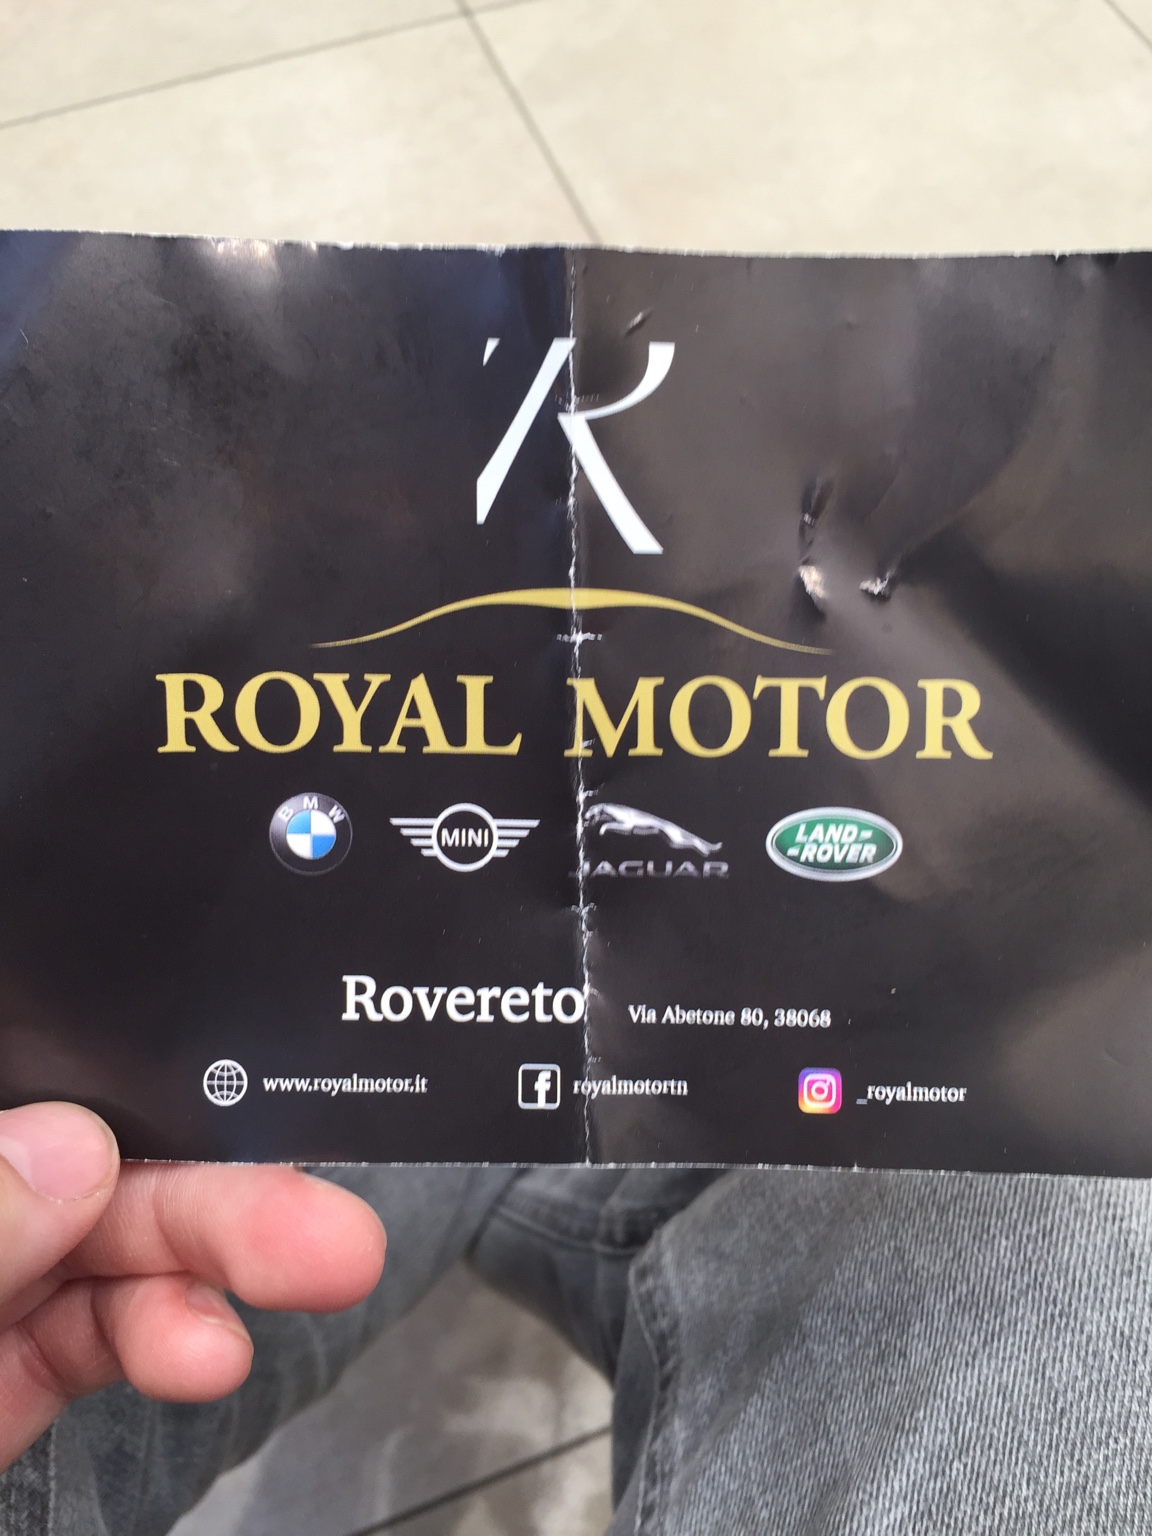 R
ROYAL MOTOR
BMW
MINI
JAGUAR
LAND-
-ROVER
Rovereto Via Abetone 80, 38068
www.royalmotor.it royalmotortn _royalmotor